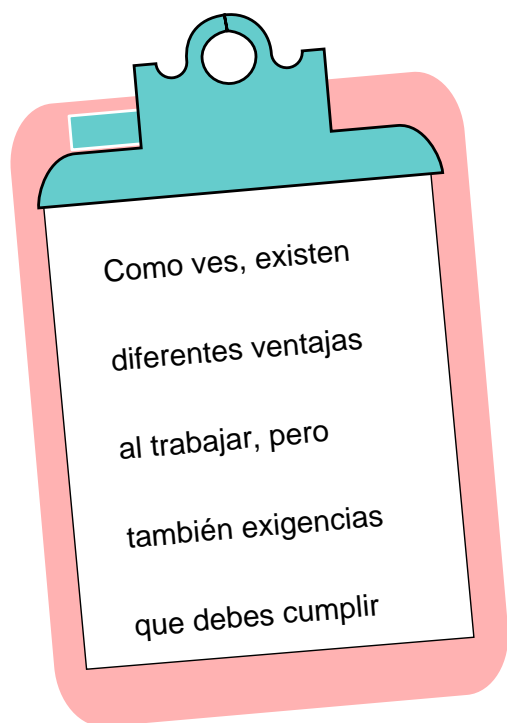 Como ves, existen
diferentes ventajas
al trabajar, pero
también exigencias
que debes cumplir